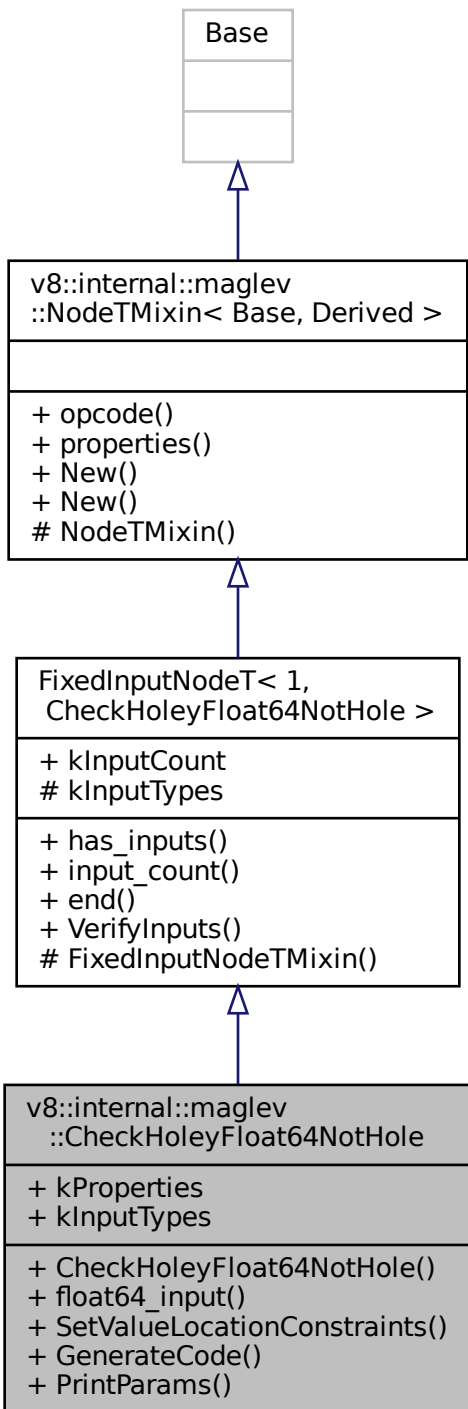 Base
v8::internal::maglev
::NodeTMixin< Base, Derived >
+ opcode()
+ properties()
+ New()
+ New()
# NodeTMixin()
FixedInputNodeT< 1,
CheckHoleyFloat64NotHole >
+ kInputCount
# kInputTypes
+ has_inputs()
+ input_count()
+ end()
+ VerifyInputs()
# FixedInputNodeTMixin()
v8::internal::maglev
::CheckHoleyFloat64NotHole
+ kProperties
+ kInputTypes
+ CheckHoleyFloat64NotHole()
+ float64_input()
+ SetValueLocationConstraints()
+ GenerateCode()
+ PrintParams()